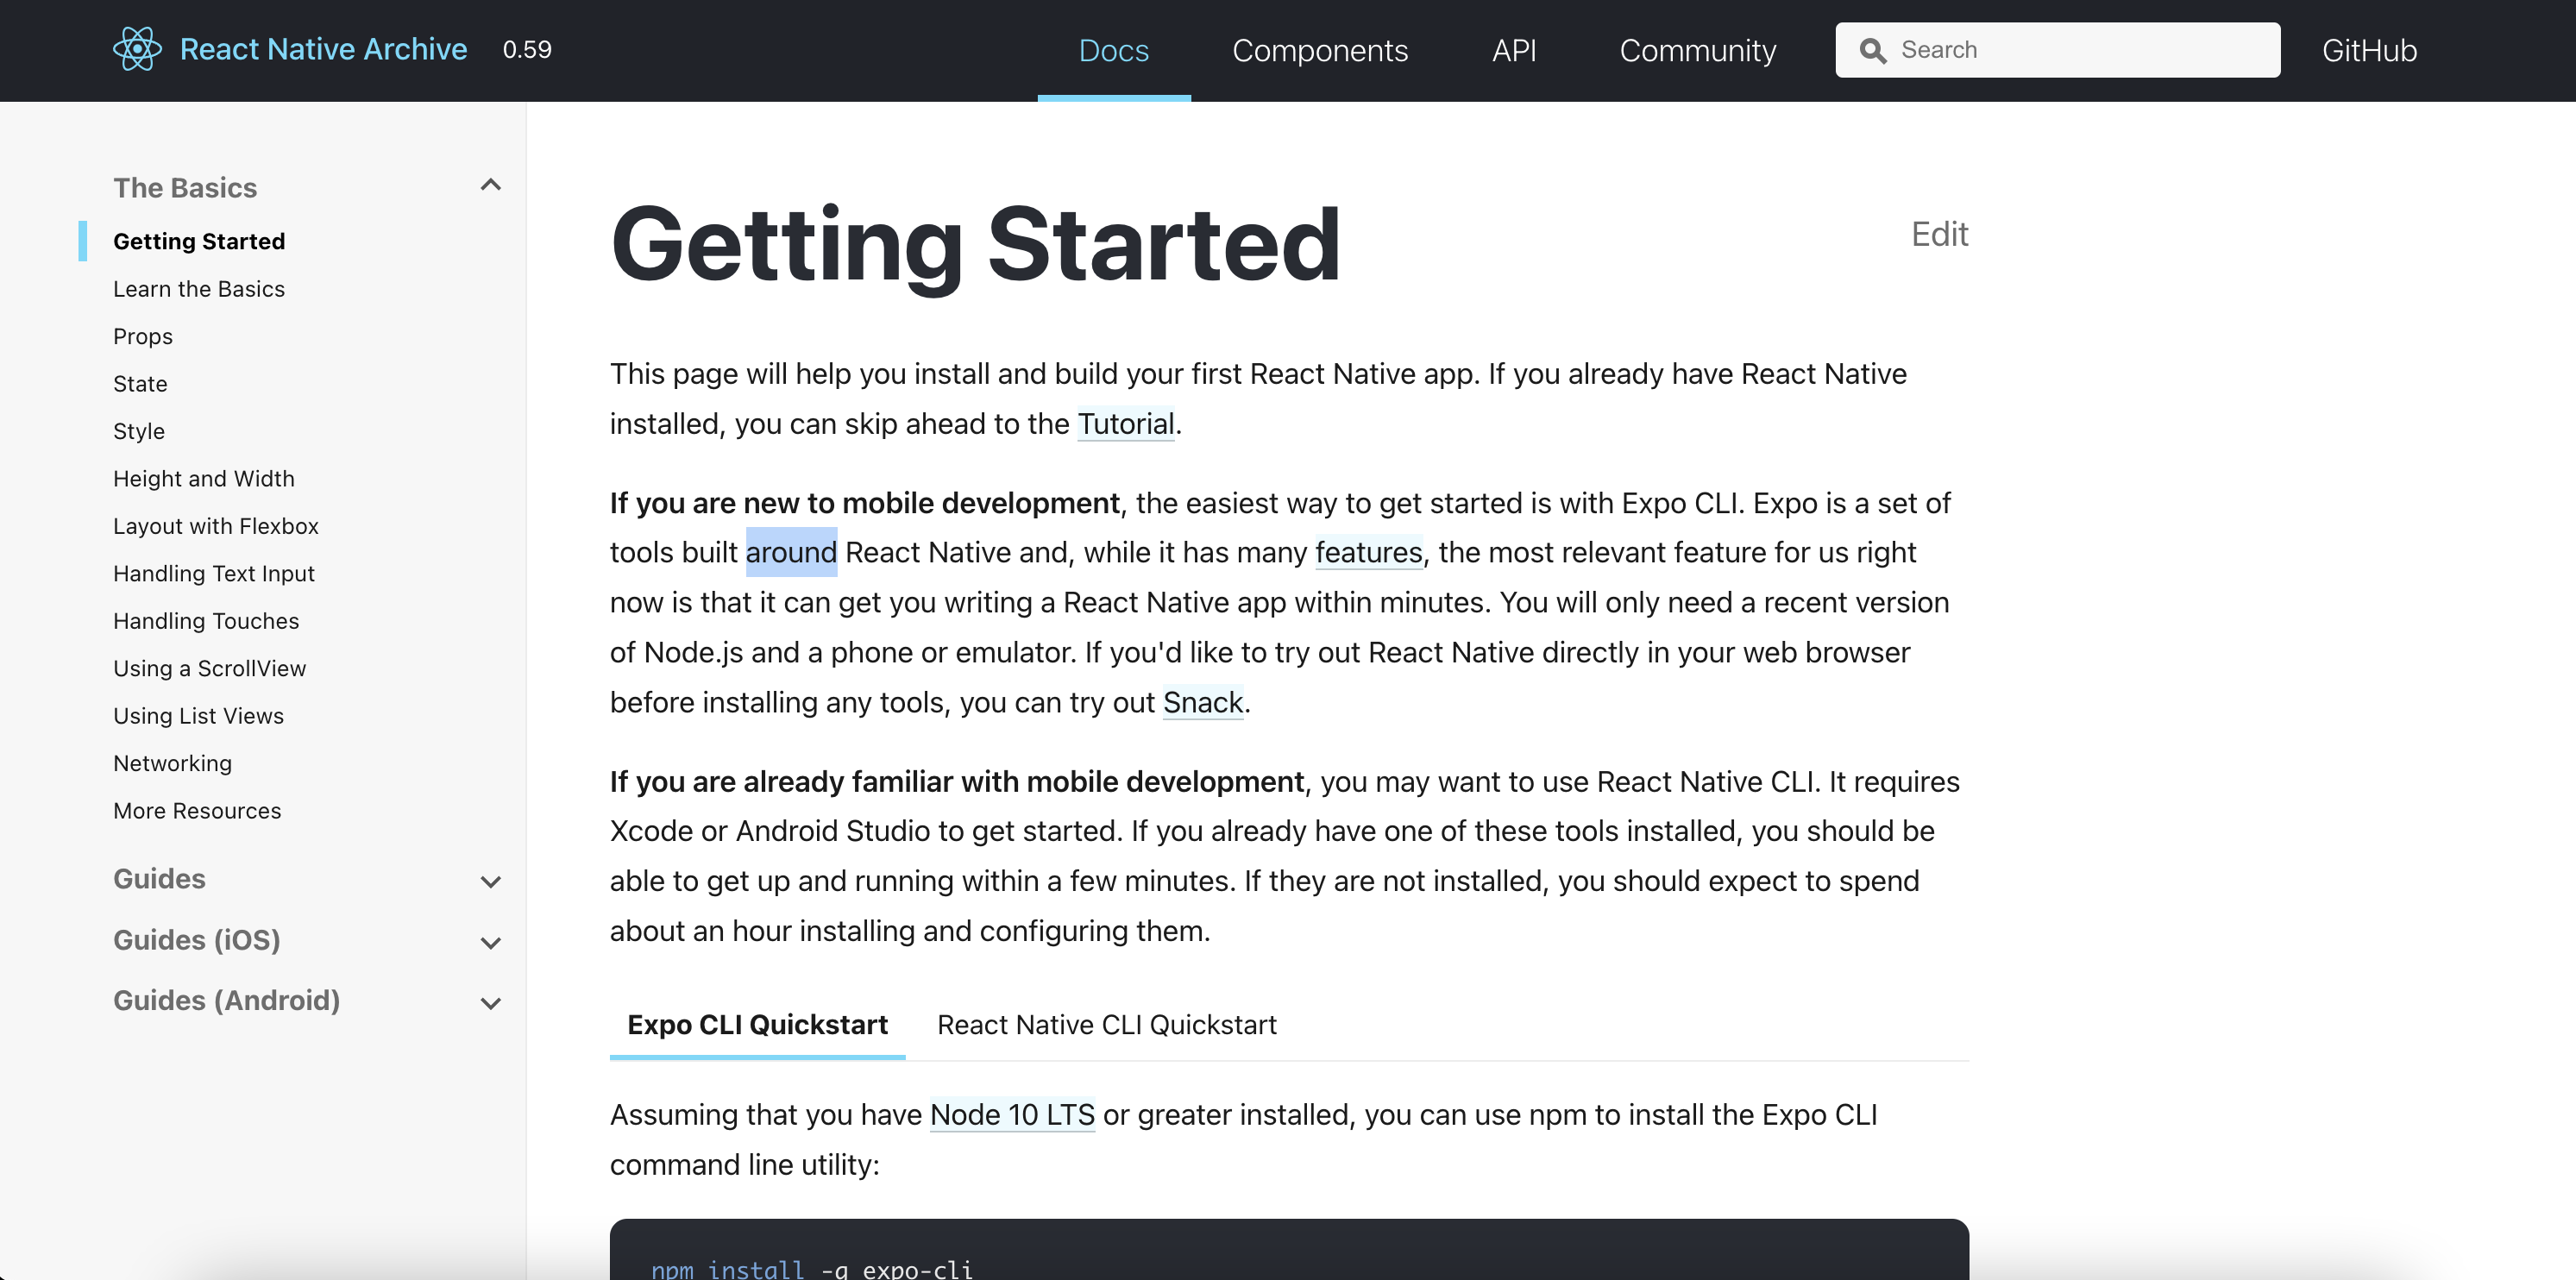 React Native Archive 0.59
Docs Components API Community Search GitHub
The Basics
Getting Started
Learn the Basics
Props
State
Style
Height and Width
Layout with Flexbox
Handling Text Input
Handling Touches
Using a ScrollView
Using List Views
Networking
More Resources
Guides
Guides (iOS)
Guides (Android)
Getting Started
Edit
This page will help you install and build your first React Native app. If you already have React Native
installed, you can skip ahead to the Tutorial.
If you are new to mobile development, the easiest way to get started is with Expo CLI. Expo is a set of
tools built around React Native and, while it has many features, the most relevant feature for us right
now is that it can get you writing a React Native app within minutes. You will only need a recent version
of Node.js and a phone or emulator. If you'd like to try out React Native directly in your web browser
before installing any tools, you can try out Snack.
If you are already familiar with mobile development, you may want to use React Native CLI. It requires
Xcode or Android Studio to get started. If you already have one of these tools installed, you should be
able to get up and running within a few minutes. If they are not installed, you should expect to spend
about an hour installing and configuring them.
Expo CLI Quickstart React Native CLI Quickstart
Assuming that you have Node 10 LTS or greater installed, you can use npm to install the Expo CLI
command line utility:
npm install -g expo-cli